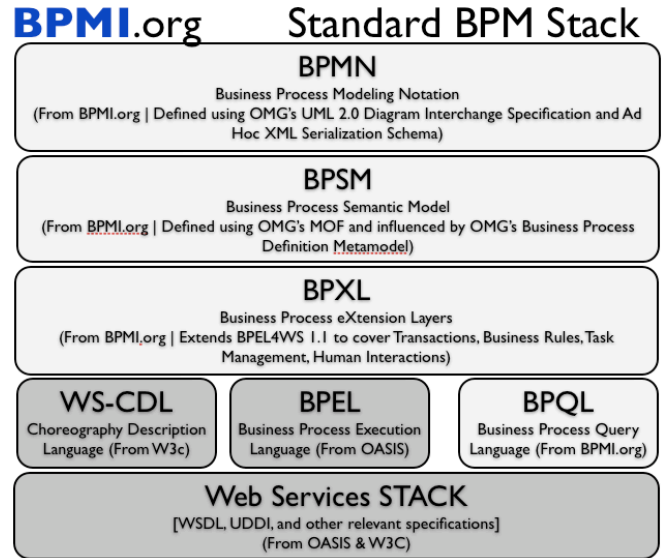 BPMI.org Standard BPM Stack
BPMN
Business Process Modeling Notation
(From BPMI.org | Defined using OMG's UML 2.0 Diagram Interchange Specification and Ad
Hoc XML Serialization Schema)
BPSM
Business Process Semantic Model
(From BPMI.org | Defined using OMG's MOF and influenced by OMG's Business Process
Definition Metamodel)
BPXL
Business Process eXtension Layers
(From BPMI.org | Extends BPEL4WS 1.1 to cover Transactions, Business Rules, Task
Management, Human Interactions)
WS-CDL
Choreography Description
Language (From W3c)
BPEL
Business Process Execution
Language (From OASIS)
BPQL
Business Process Query
Language (From BPMI.org)
Web Services STACK
[WSDL, UDDI, and other relevant specifications]
(From OASIS & W3C)